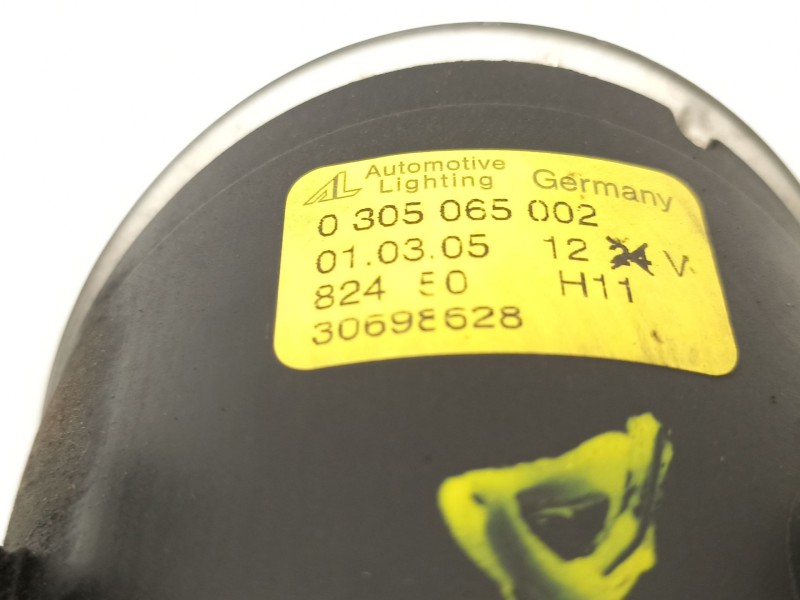 AL Automotive Lighting Germany
0 305 065 002
01.03.05 12 24 V
824 50 H11
30698628